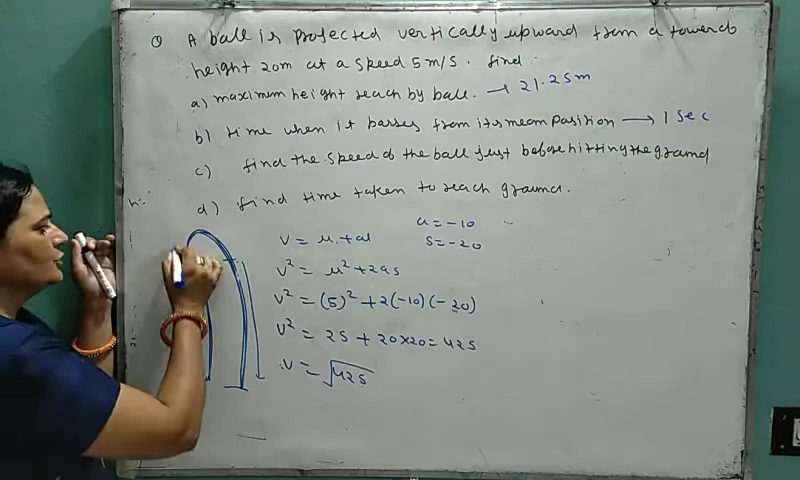 Q A ball is projected vertically upward from a tower of
height 20m at a speed 5m/s. find
a) maximum height reach by ball. → 21.25m
b) time when it passes from its mean position → 1 sec
c) find the speed of the ball just before hitting the ground
d) find time taken to reach ground.
h=
v = u + at a = -10
s = -20
v² = u² + 2as
v² = (5)² + 2(-10)(-20)
v² = 25 + 20×20 = 425
v = √425